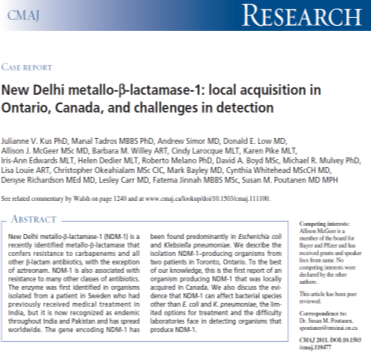 CMAJ
RESEARCH
CASE REPORT
New Delhi metallo-β-lactamase-1: local acquisition in
Ontario, Canada, and challenges in detection
Julianne V. Kus PhD, Manal Tadros MBBS PhD, Andrew Simor MD, Donald E. Low MD,
Allison J. McGeer MSc MD, Barbara M. Willey ART, Cindy Larocque MLT, Karen Pike MLT,
Iris-Ann Edwards MLT, Helen Dedier MLT, Roberto Melano PhD, David A. Boyd MSc, Michael R. Mulvey PhD,
Lisa Louie ART, Christopher Okeahialam MSc CIC, Mark Bayley MD, Cynthia Whitehead MScCH MD,
Denyse Richardson MEd MD, Lesley Carr MD, Fatema Jinnah MBBS MSc, Susan M. Poutanen MD MPH
See related commentary by Walsh on page 1240 and at www.cmaj.ca/lookup/doi/10.1503/cmaj.111100.
ABSTRACT
New Delhi metallo-β-lactamase-1 (NDM-1) is a
recently identified metallo-β-lactamase that
confers resistance to carbapenems and all
other β-lactam antibiotics, with the exception
of aztreonam. NDM-1 is also associated with
resistance to many other classes of antibiotics.
The enzyme was first identified in organisms
isolated from a patient in Sweden who had
previously received medical treatment in
India, but it is now recognized as endemic
throughout India and Pakistan and has spread
worldwide. The gene encoding NDM-1 has
been found predominantly in Escherichia coli
and Klebsiella pneumoniae. We describe the
isolation NDM-1–producing organisms from
two patients in Toronto, Ontario. To the best
of our knowledge, this is the first report of an
organism producing NDM-1 that was locally
acquired in Canada. We also discuss the evi-
dence that NDM-1 can affect bacterial species
other than E. coli and K. pneumoniae, the lim-
ited options for treatment and the difficulty
laboratories face in detecting organisms that
produce NDM-1.
Competing interests:
Allison McGeer is a
member of the board for
Bayer and Pfizer and has
received grants and speaker
fees from same. No
competing interests were
declared by the other
authors.
This article has been peer
reviewed.
Correspondence to:
Dr. Susan M. Poutanen,
spoutanen@mtsinai.on.ca
CMAJ 2011. DOI:10.1503
/cmaj.110477